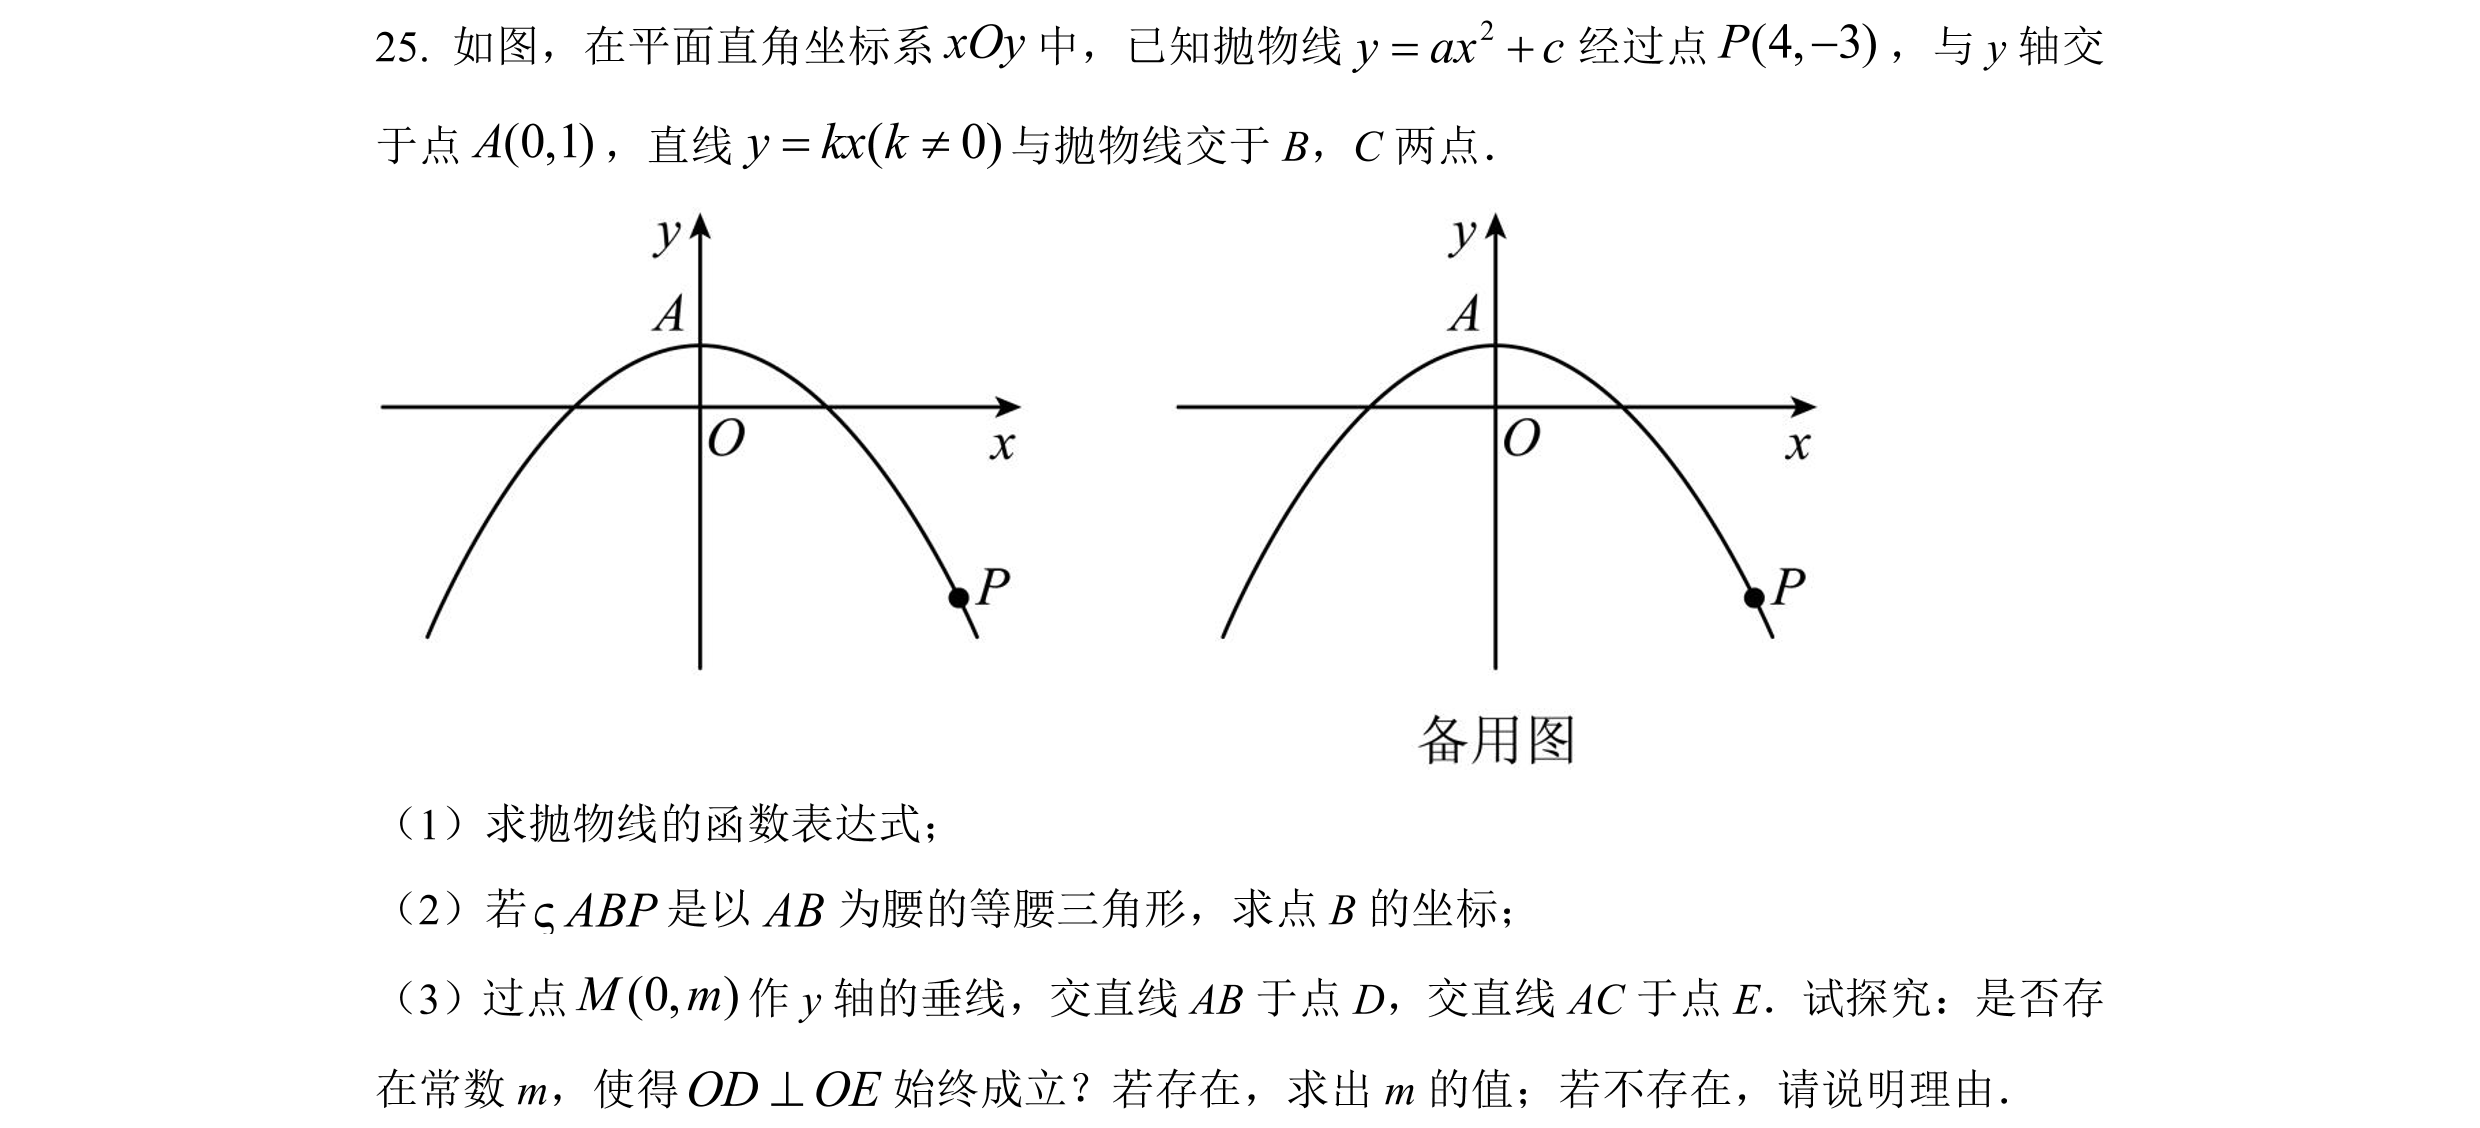 25. 如图，在平面直角坐标系 xOy 中，已知抛物线 y = ax² + c 经过点 P(4,−3)，与 y 轴交
于点 A(0,1)，直线 y = kx(k ≠ 0) 与抛物线交于 B，C 两点．
y
A
O
x
P
y
A
O
x
P
备用图
（1）求抛物线的函数表达式；
（2）若ςABP 是以 AB 为腰的等腰三角形，求点 B 的坐标；
（3）过点 M(0,m) 作 y 轴的垂线，交直线 AB 于点 D，交直线 AC 于点 E．试探究：是否存
在常数 m，使得 OD ⊥ OE 始终成立？若存在，求出 m 的值；若不存在，请说明理由．